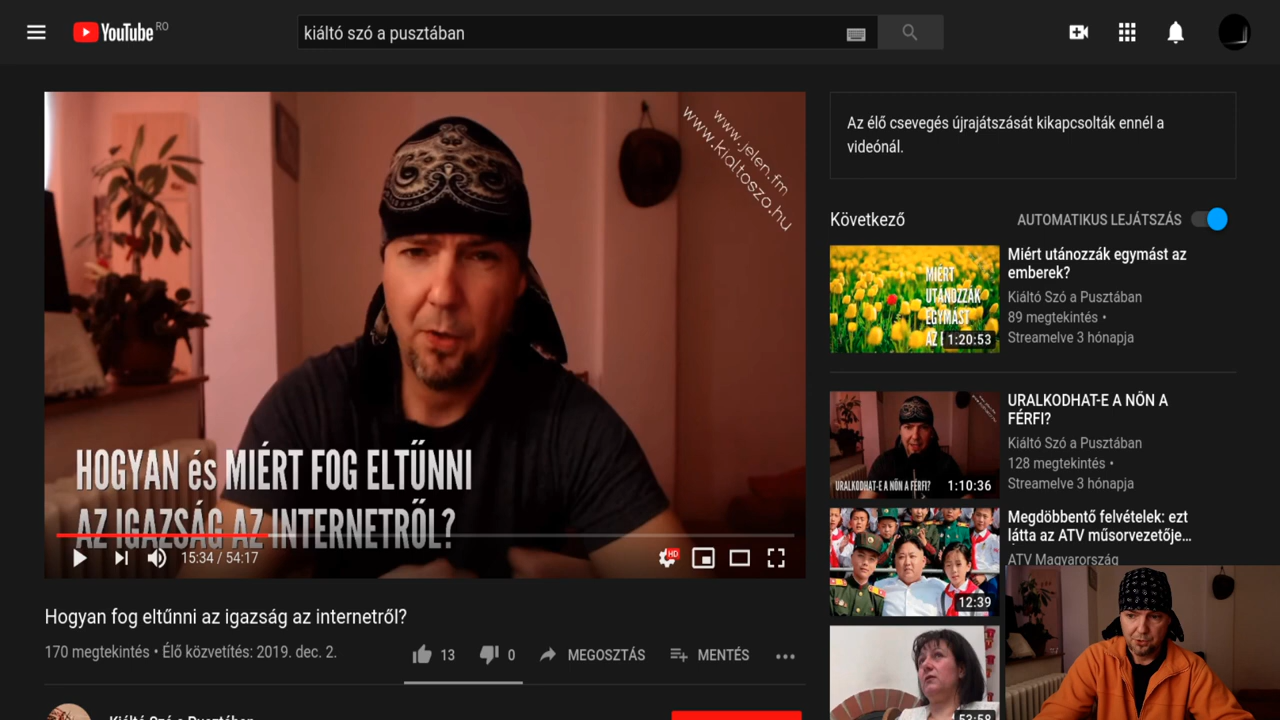 YouTube RO
kiáltó szó a pusztában
www.jelen.fm
www.kialtoszo.hu
HOGYAN és MIÉRT FOG ELTŰNNI
AZ IGAZSÁG AZ INTERNETRŐL?
15:34 / 54:17
HD
Hogyan fog eltűnni az igazság az internetről?
170 megtekintés • Élő közvetítés: 2019. dec. 2.
13
0
MEGOSZTÁS
MENTÉS
Kiáltó Szó a Pusztában
Az élő csevegés újrajátszását kikapcsolták ennél a
videónál.
Következő
AUTOMATIKUS LEJÁTSZÁS
MIÉRT
UTÁNOZZÁK
EGYMÁST
AZ
1:20:53
Miért utánozzák egymást az
emberek?
Kiáltó Szó a Pusztában
89 megtekintés •
Streamelve 3 hónapja
URALKODHAT-E A NŐN A FÉRFI?
1:10:36
URALKODHAT-E A NŐN A
FÉRFI?
Kiáltó Szó a Pusztában
128 megtekintés •
Streamelve 3 hónapja
12:39
Megdöbbentő felvételek: ezt
látta az ATV műsorvezetője...
ATV Magyarország
53:58